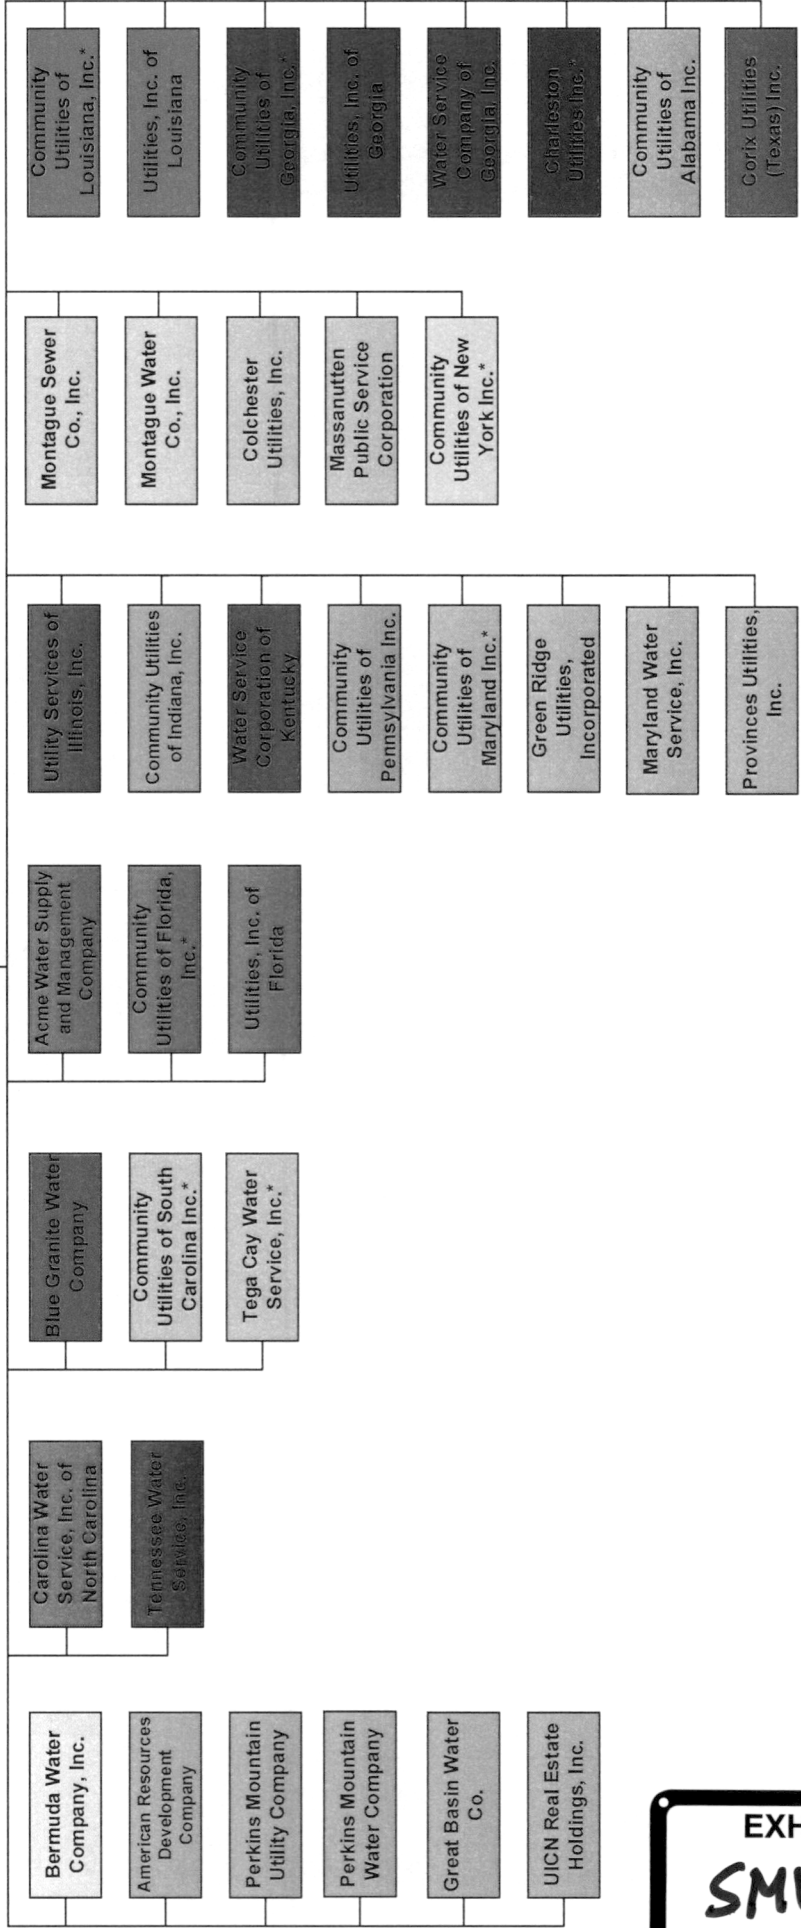 Bermuda Water
Company, Inc.
American Resources
Development
Company
Perkins Mountain
Utility Company
Perkins Mountain
Water Company
Great Basin Water
Co.
UICN Real Estate
Holdings, Inc.
Carolina Water
Service, Inc. of
North Carolina
Tennessee Water
Service, Inc.
Blue Granite Water
Company
Community
Utilities of South
Carolina Inc.*
Tega Cay Water
Service, Inc.*
Acme Water Supply
and Management
Company
Community
Utilities of Florida,
Inc.*
Utilities, Inc. of
Florida
Utility Services of
Illinois, Inc.
Community Utilities
of Indiana, Inc.
Water Service
Corporation of
Kentucky
Community
Utilities of
Pennsylvania Inc.
Community
Utilities of
Maryland Inc.*
Green Ridge
Utilities,
Incorporated
Maryland Water
Service, Inc.
Provinces Utilities,
Inc.
Montague Sewer
Co., Inc.
Montague Water
Co., Inc.
Colchester
Utilities, Inc.
Massanutten
Public Service
Corporation
Community
Utilities of New
York Inc.*
Community
Utilities of
Louisiana, Inc.*
Utilities, Inc. of
Louisiana
Community
Utilities of
Georgia, Inc.*
Utilities, Inc. of
Georgia
Water Service
Company of
Georgia, Inc.
Charleston
Utilities Inc.*
Community
Utilities of
Alabama Inc.
Corix Utilities
(Texas) Inc.
EXH